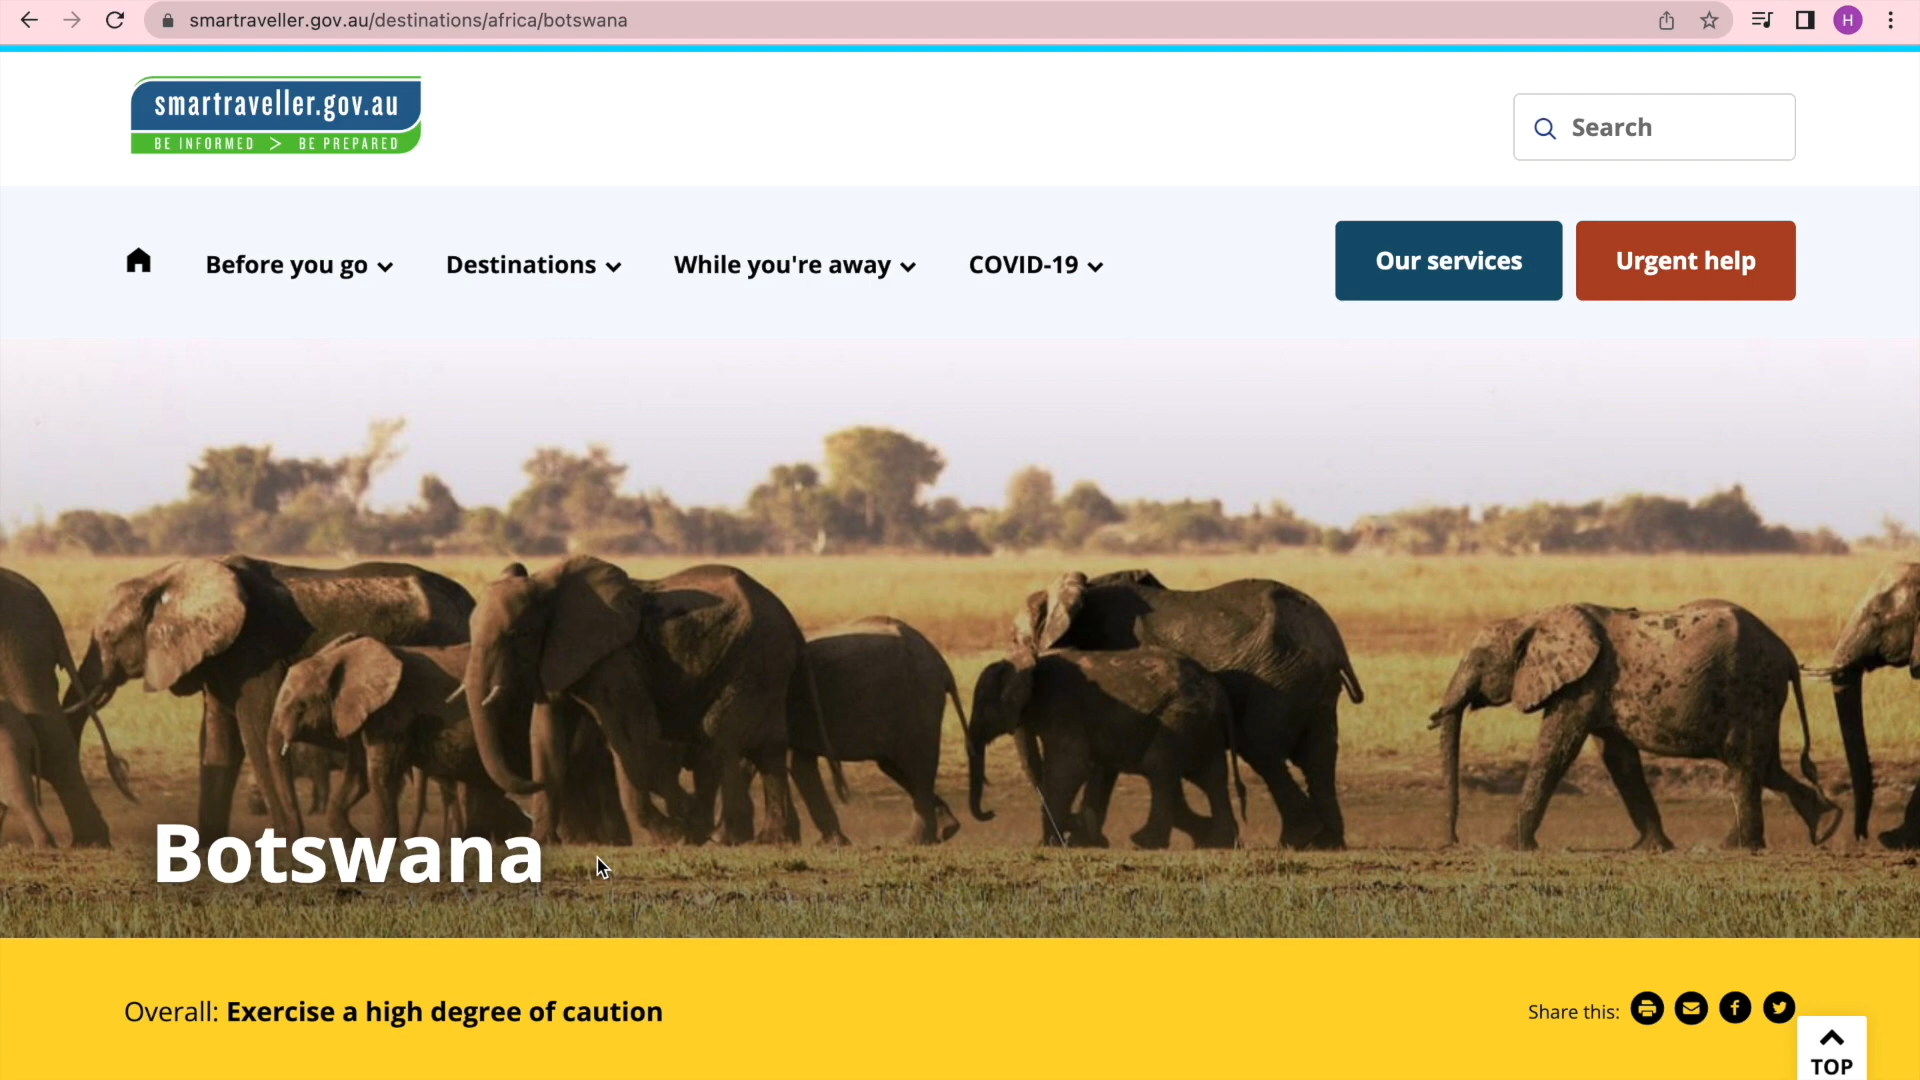 smartraveller.gov.au/destinations/africa/botswana
H
smartraveller.gov.au
BE INFORMED > BE PREPARED
Search
Before you go
Destinations
While you're away
COVID-19
Our services
Urgent help
Botswana
Overall: Exercise a high degree of caution
Share this:
TOP